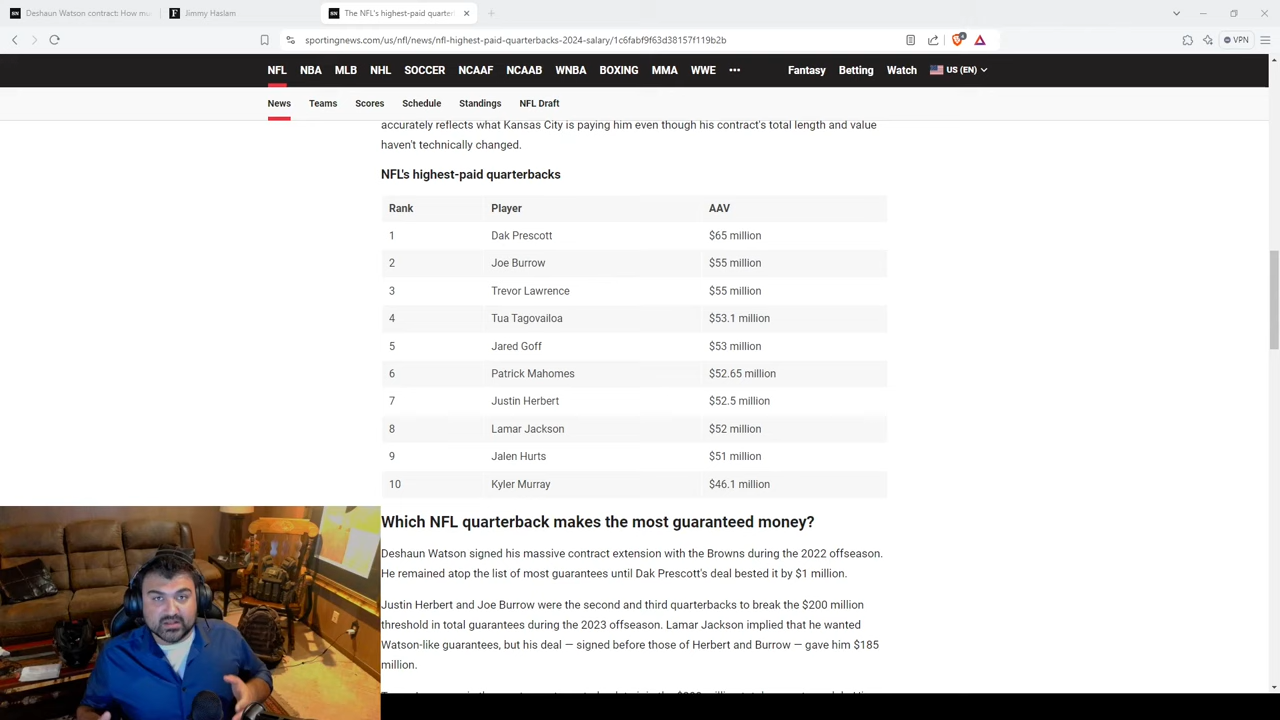 Deshaun Watson contract: How mu
Jimmy Haslam
The NFL's highest-paid quarter
sportingnews.com/us/nfl/news/nfl-highest-paid-quarterbacks-2024-salary/1c6fabf9f63d38157f119b2b
VPN
NFL NBA MLB NHL SOCCER NCAAF NCAAB WNBA BOXING MMA WWE ••• Fantasy Betting Watch US (EN)
News Teams Scores Schedule Standings NFL Draft
accurately reflects what Kansas City is paying him even though his contract's total length and value
haven't technically changed.
NFL's highest-paid quarterbacks
Rank Player AAV
1 Dak Prescott $65 million
2 Joe Burrow $55 million
3 Trevor Lawrence $55 million
4 Tua Tagovailoa $53.1 million
5 Jared Goff $53 million
6 Patrick Mahomes $52.65 million
7 Justin Herbert $52.5 million
8 Lamar Jackson $52 million
9 Jalen Hurts $51 million
10 Kyler Murray $46.1 million
Which NFL quarterback makes the most guaranteed money?
Deshaun Watson signed his massive contract extension with the Browns during the 2022 offseason.
He remained atop the list of most guarantees until Dak Prescott's deal bested it by $1 million.
Justin Herbert and Joe Burrow were the second and third quarterbacks to break the $200 million
threshold in total guarantees during the 2023 offseason. Lamar Jackson implied that he wanted
Watson-like guarantees, but his deal — signed before those of Herbert and Burrow — gave him $185
million.